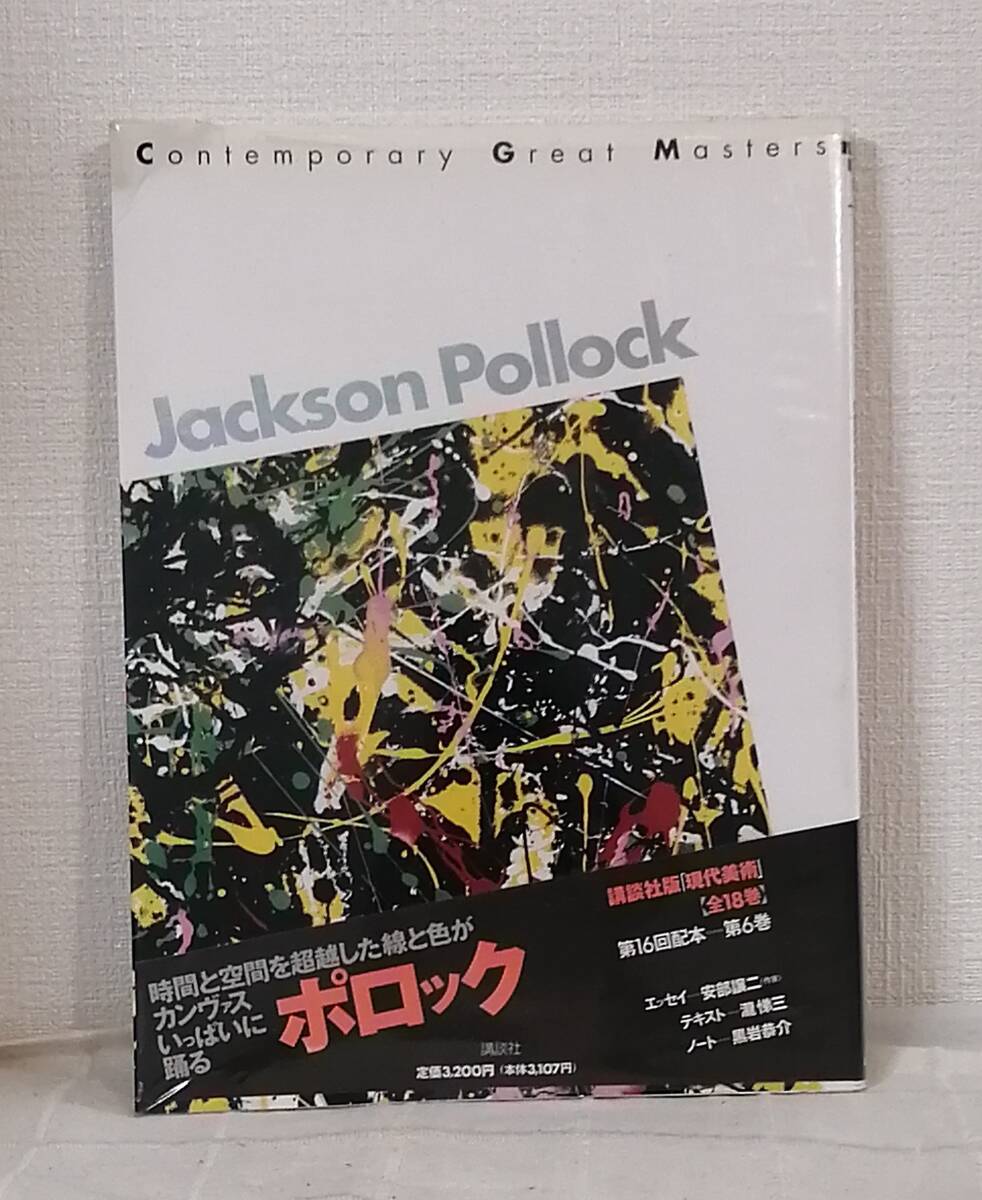 Contemporary Great Masters
Jackson Pollock
時間と空間を超越した線と色が
カンヴァス
いっぱいに
踊る
ポロック
講談社
定価3,200円(本体3,107円)
講談社版「現代美術」
【全18巻】
第16回配本―第6巻
エッセイ―安部譲二(作家)
テキスト―瀧悌三
ノート―黒岩恭介